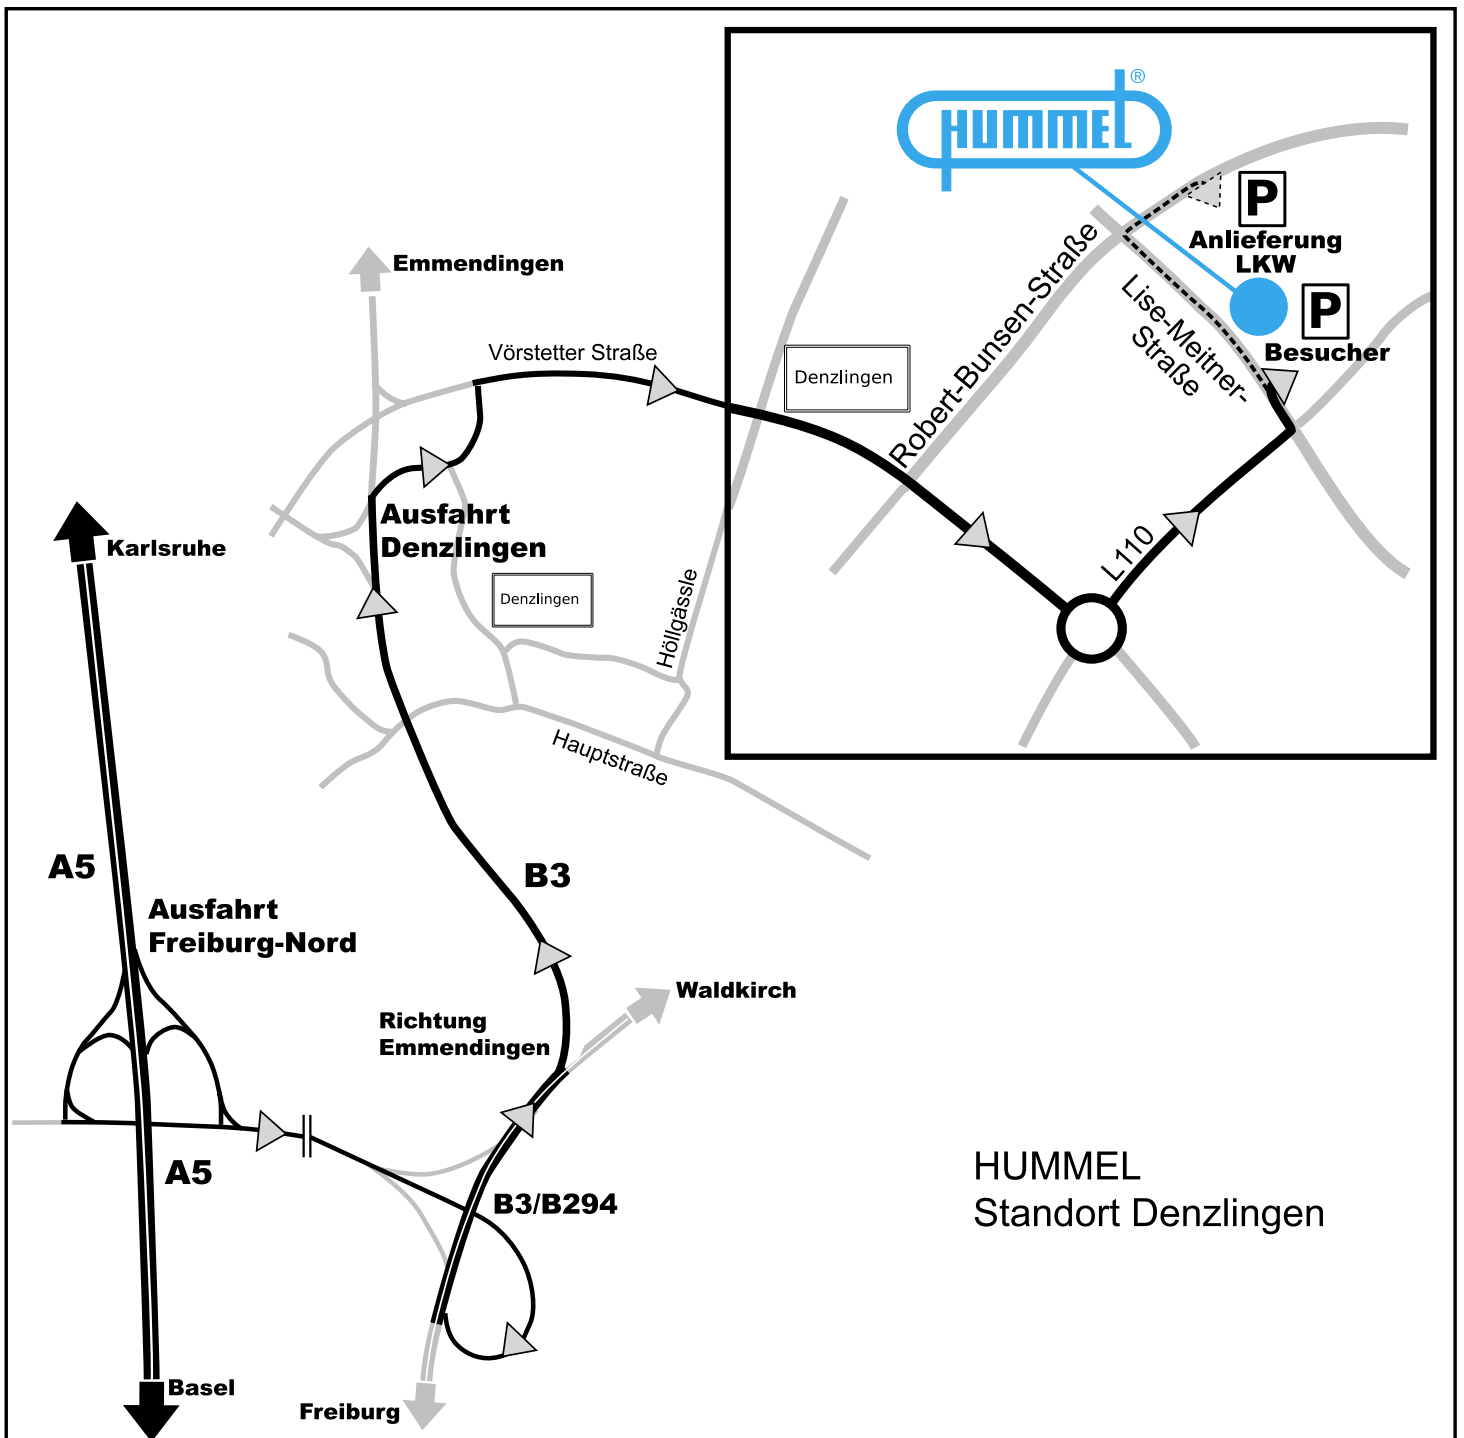 HUMMEL®
P
Anlieferung
LKW
P
Besucher
Robert-Bunsen-Straße
Lise-Meitner-
Straße
Emmendingen
Vörstetter Straße
Denzlingen
L110
Ausfahrt
Denzlingen
Karlsruhe
Denzlingen
Höllgässle
Hauptstraße
A5
B3
Ausfahrt
Freiburg-Nord
Waldkirch
Richtung
Emmendingen
A5
B3/B294
HUMMEL
Standort Denzlingen
Basel
Freiburg